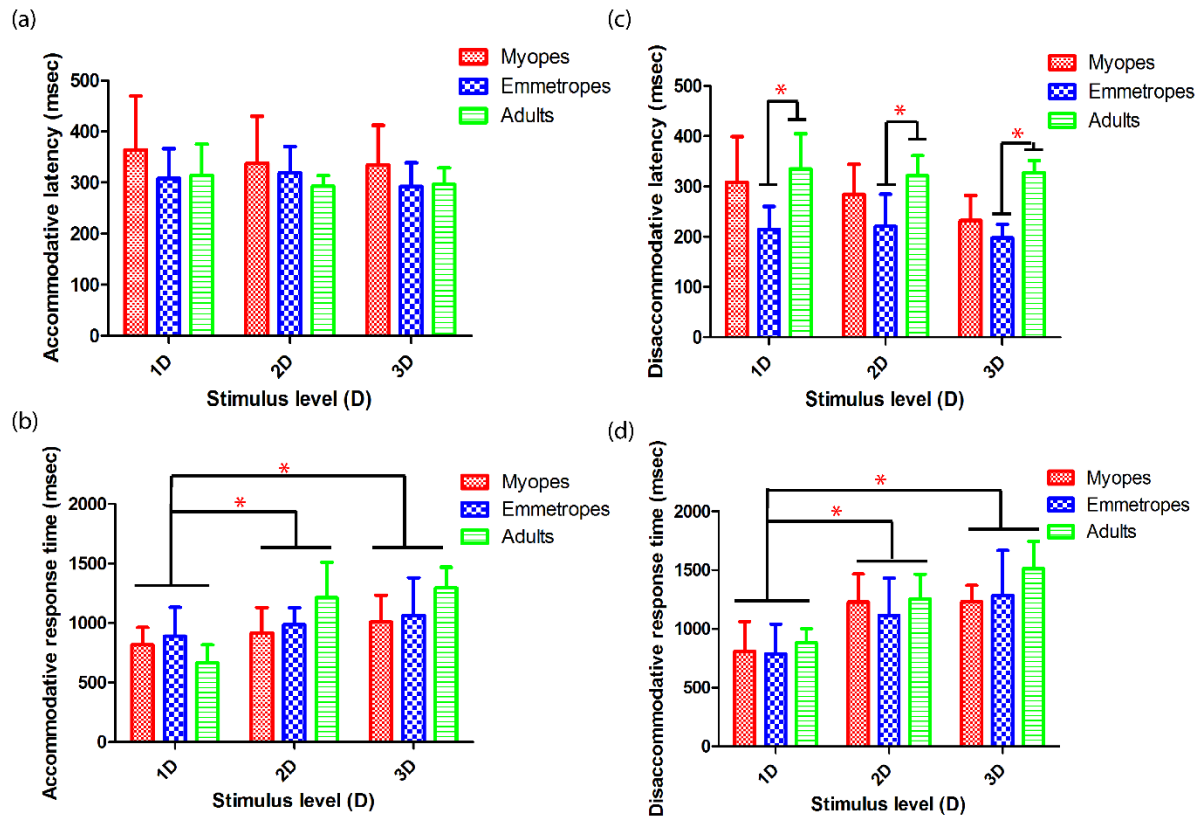 (a)
Accommodative latency (msec)
500
400
300
200
100
0
1D
2D
3D
Stimulus level (D)
Myopes
Emmetropes
Adults
(c)
Disaccommodative latency (msec)
500
400
300
200
100
0
*
*
*
1D
2D
3D
Stimulus level (D)
Myopes
Emmetropes
Adults
(b)
Accommodative response time (msec)
2000
1500
1000
500
0
*
*
1D
2D
3D
Stimulus level (D)
Myopes
Emmetropes
Adults
(d)
Disaccommodative response time (msec)
2000
1500
1000
500
0
*
*
1D
2D
3D
Stimulus level (D)
Myopes
Emmetropes
Adults